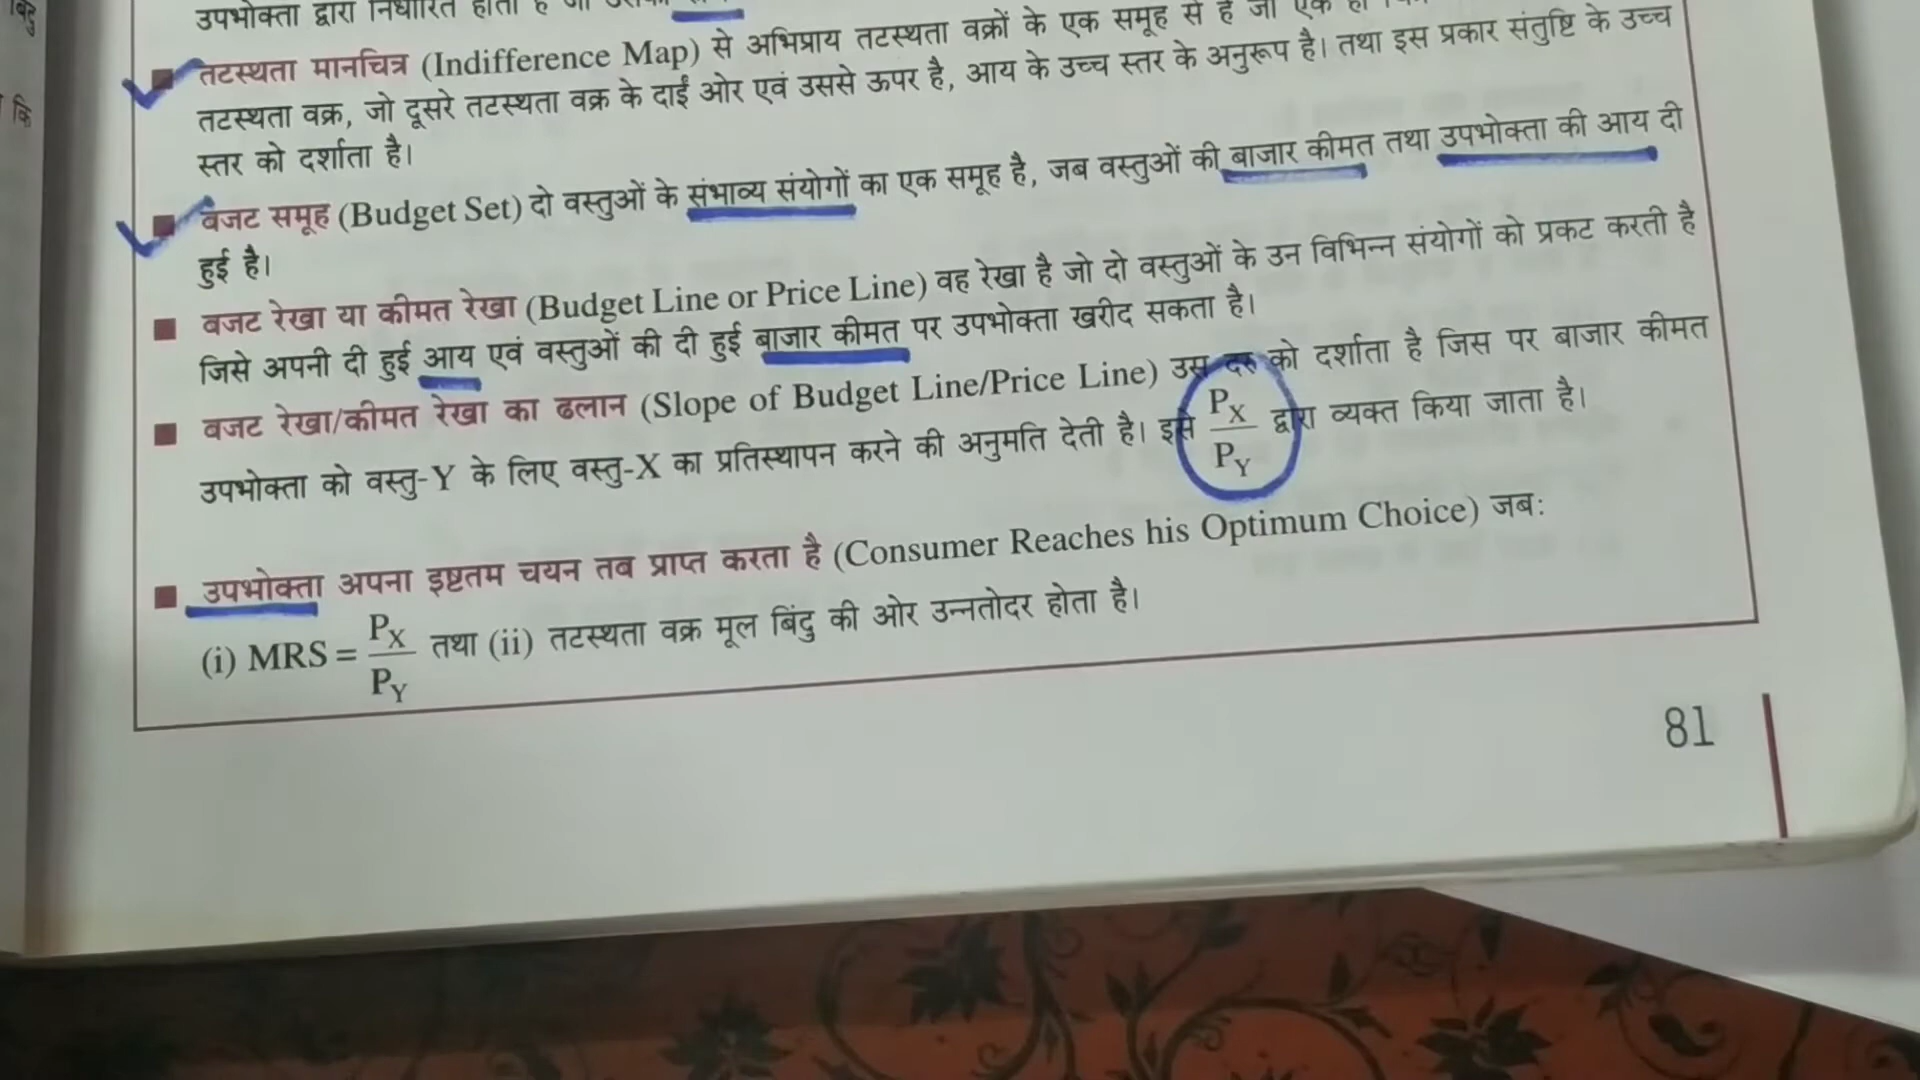 बिंदु
कि
उपभोक्ता द्वारा निर्धारित होता है जो
तटस्थता मानचित्र (Indifference Map) से अभिप्राय तटस्थता वक्रों के एक समूह से है जो एक ही
तटस्थता वक्र, जो दूसरे तटस्थता वक्र के दाईं ओर एवं उससे ऊपर है, आय के उच्च स्तर के अनुरूप है। तथा इस प्रकार संतुष्टि के उच्च
स्तर को दर्शाता है।
बजट समूह (Budget Set) दो वस्तुओं के संभाव्य संयोगों का एक समूह है, जब वस्तुओं की बाजार कीमत तथा उपभोक्ता की आय दी
हुई है।
बजट रेखा या कीमत रेखा (Budget Line or Price Line) वह रेखा है जो दो वस्तुओं के उन विभिन्न संयोगों को प्रकट करती है
जिसे अपनी दी हुई आय एवं वस्तुओं की दी हुई बाजार कीमत पर उपभोक्ता खरीद सकता है।
बजट रेखा/कीमत रेखा का ढलान (Slope of Budget Line/Price Line) उस दर को दर्शाता है जिस पर बाजार कीमत
उपभोक्ता को वस्तु-Y के लिए वस्तु-X का प्रतिस्थापन करने की अनुमति देती है। इसे PX/PY द्वारा व्यक्त किया जाता है।
उपभोक्ता अपना इष्टतम चयन तब प्राप्त करता है (Consumer Reaches his Optimum Choice) जब:
(i) MRS = PX/PY तथा (ii) तटस्थता वक्र मूल बिंदु की ओर उन्नतोदर होता है।
81